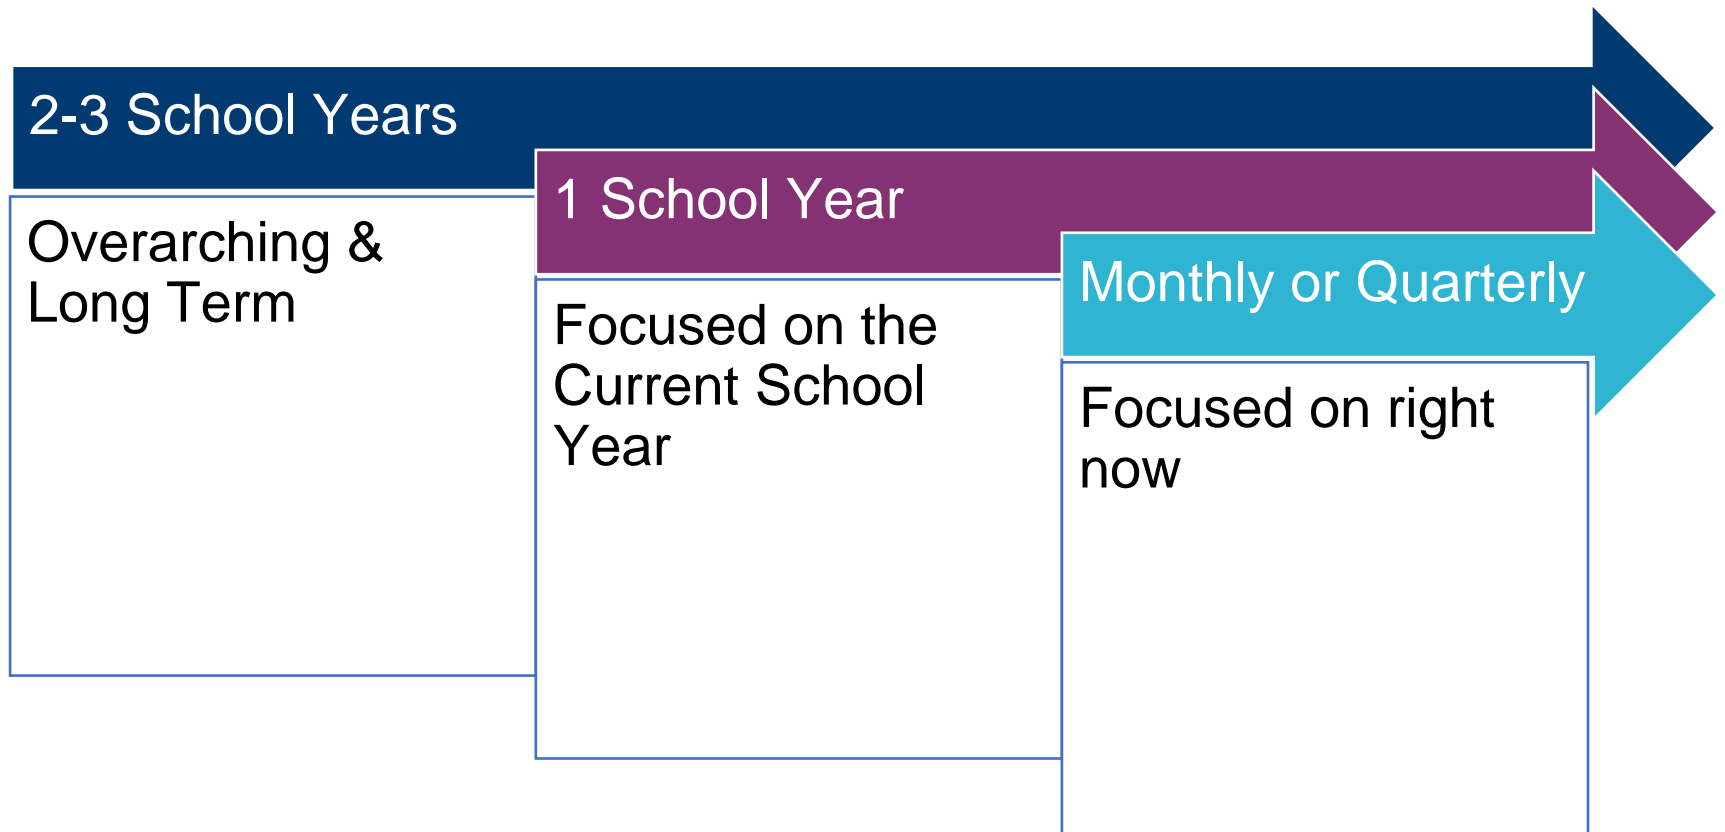 2-3 School Years
Overarching &
Long Term
1 School Year
Focused on the
Current School
Year
Monthly or Quarterly
Focused on right
now